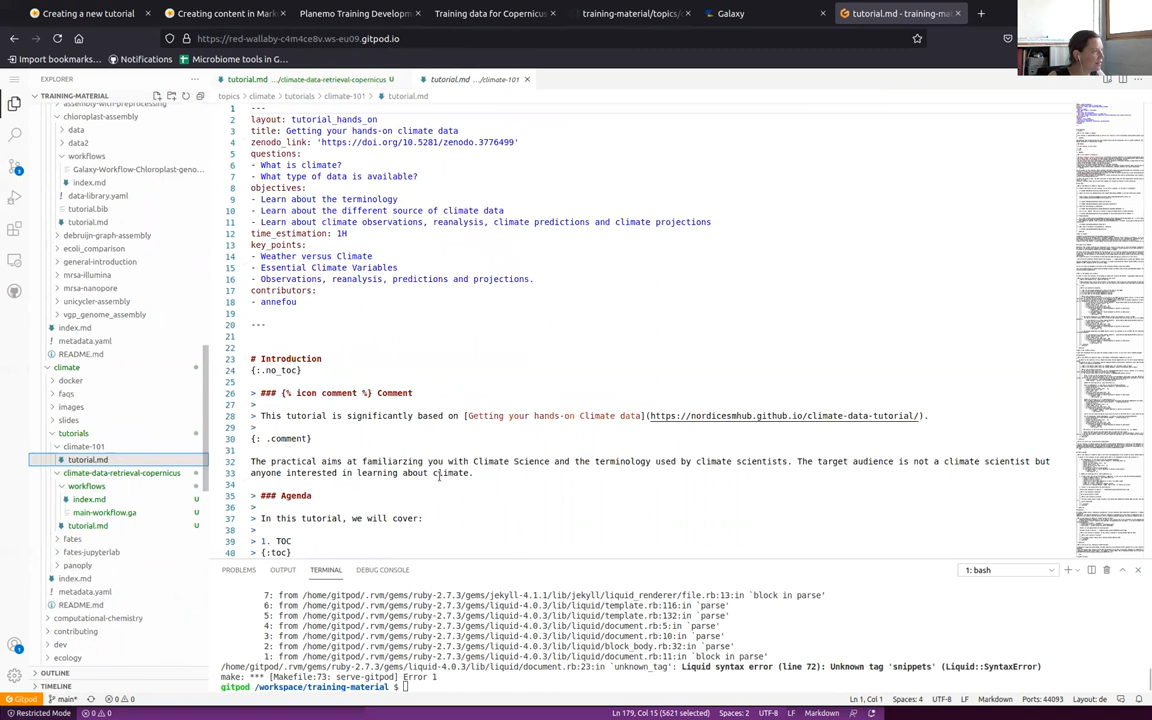 Creating a new tutorial
Creating content in Mark
Planemo Training Developm
Training data for Copernicus
training-material/topics/c
Galaxy
tutorial.md - training-ma
https://red-wallaby-c4m4ce8v.ws-eu09.gitpod.io
Import bookmarks...
Notifications
Microbiome tools in G
EXPLORER
tutorial.md .../climate-data-retrieval-copernicus U
tutorial.md .../climate-101
TRAINING-MATERIAL
topics > climate > tutorials > climate-101 > tutorial.md
assembly-with-preprocessing
chloroplast-assembly
data
data2
workflows
Galaxy-Workflow-Chloroplast-geno...
index.md
data-library.yaml
tutorial.bib
tutorial.md
debruijn-graph-assembly
ecoli_comparison
general-introduction
mrsa-illumina
mrsa-nanopore
unicycler-assembly
vgp_genome_assembly
index.md
metadata.yaml
README.md
climate
docker
faqs
images
slides
tutorials
climate-101
tutorial.md
climate-data-retrieval-copernicus
workflows
index.md U
main-workflow.ga U
tutorial.md U
fates
fates-jupyterlab
panoply
index.md
metadata.yaml
README.md
computational-chemistry
contributing
dev
ecology
OUTLINE
TIMELINE
1 ---
2 layout: tutorial_hands_on
3 title: Getting your hands-on climate data
4 zenodo_link: 'https://doi.org/10.5281/zenodo.3776499'
5 questions:
6 - What is climate?
7 - What type of data is available?
8 objectives:
9 - Learn about the terminology
10 - Learn about the different source of climate data
11 - Learn about climate observations, reanalysis, climate predictions and climate projections
12 time_estimation: 1H
13 key_points:
14 - Weather versus Climate
15 - Essential Climate Variables
16 - Observations, reanalysis, predictions and projections.
17 contributors:
18 - annefou
19
20 ---
21
22
23 # Introduction
24 {:.no_toc}
25
26 > ### {% icon comment %} Comment
27 >
28 > This tutorial is significantly based on [Getting your hands-on Climate data](https://nordicesmhub.github.io/climate-data-tutorial/).
29 >
30 {: .comment}
31
32 The practical aims at familiarzing you with Climate Science and the terminology used by climate scientists. The target audience is not a climate scientist but
anyone interested in learning about climate.
34
35 > ### Agenda
36 >
37 > In this tutorial, we will cover:
38 >
39 > 1. TOC
40 > {:toc}
PROBLEMS OUTPUT TERMINAL DEBUG CONSOLE
1: bash
7: from /home/gitpod/.rvm/gems/ruby-2.7.3/gems/jekyll-4.1.1/lib/jekyll/liquid_renderer/file.rb:13:in `block in parse'
6: from /home/gitpod/.rvm/gems/ruby-2.7.3/gems/liquid-4.0.3/lib/liquid/template.rb:116:in `parse'
5: from /home/gitpod/.rvm/gems/ruby-2.7.3/gems/liquid-4.0.3/lib/liquid/template.rb:132:in `parse'
4: from /home/gitpod/.rvm/gems/ruby-2.7.3/gems/liquid-4.0.3/lib/liquid/document.rb:5:in `parse'
3: from /home/gitpod/.rvm/gems/ruby-2.7.3/gems/liquid-4.0.3/lib/liquid/document.rb:10:in `parse'
2: from /home/gitpod/.rvm/gems/ruby-2.7.3/gems/liquid-4.0.3/lib/liquid/block_body.rb:32:in `parse'
1: from /home/gitpod/.rvm/gems/ruby-2.7.3/gems/liquid-4.0.3/lib/liquid/document.rb:11:in `block in parse'
/home/gitpod/.rvm/gems/ruby-2.7.3/gems/liquid-4.0.3/lib/liquid/document.rb:23:in `unknown_tag': Liquid syntax error (line 72): Unknown tag 'snippets' (Liquid::SyntaxError)
make: *** [Makefile:73: serve-gitpod] Error 1
gitpod /workspace/training-material $
Gitpod main* 0 0 Ln 1, Col 1 Spaces: 4 UTF-8 LF Markdown Ports: 44093 Layout: de
Restricted Mode 0 0 Ln 179, Col 15 (5621 selected) Spaces: 2 UTF-8 LF Markdown